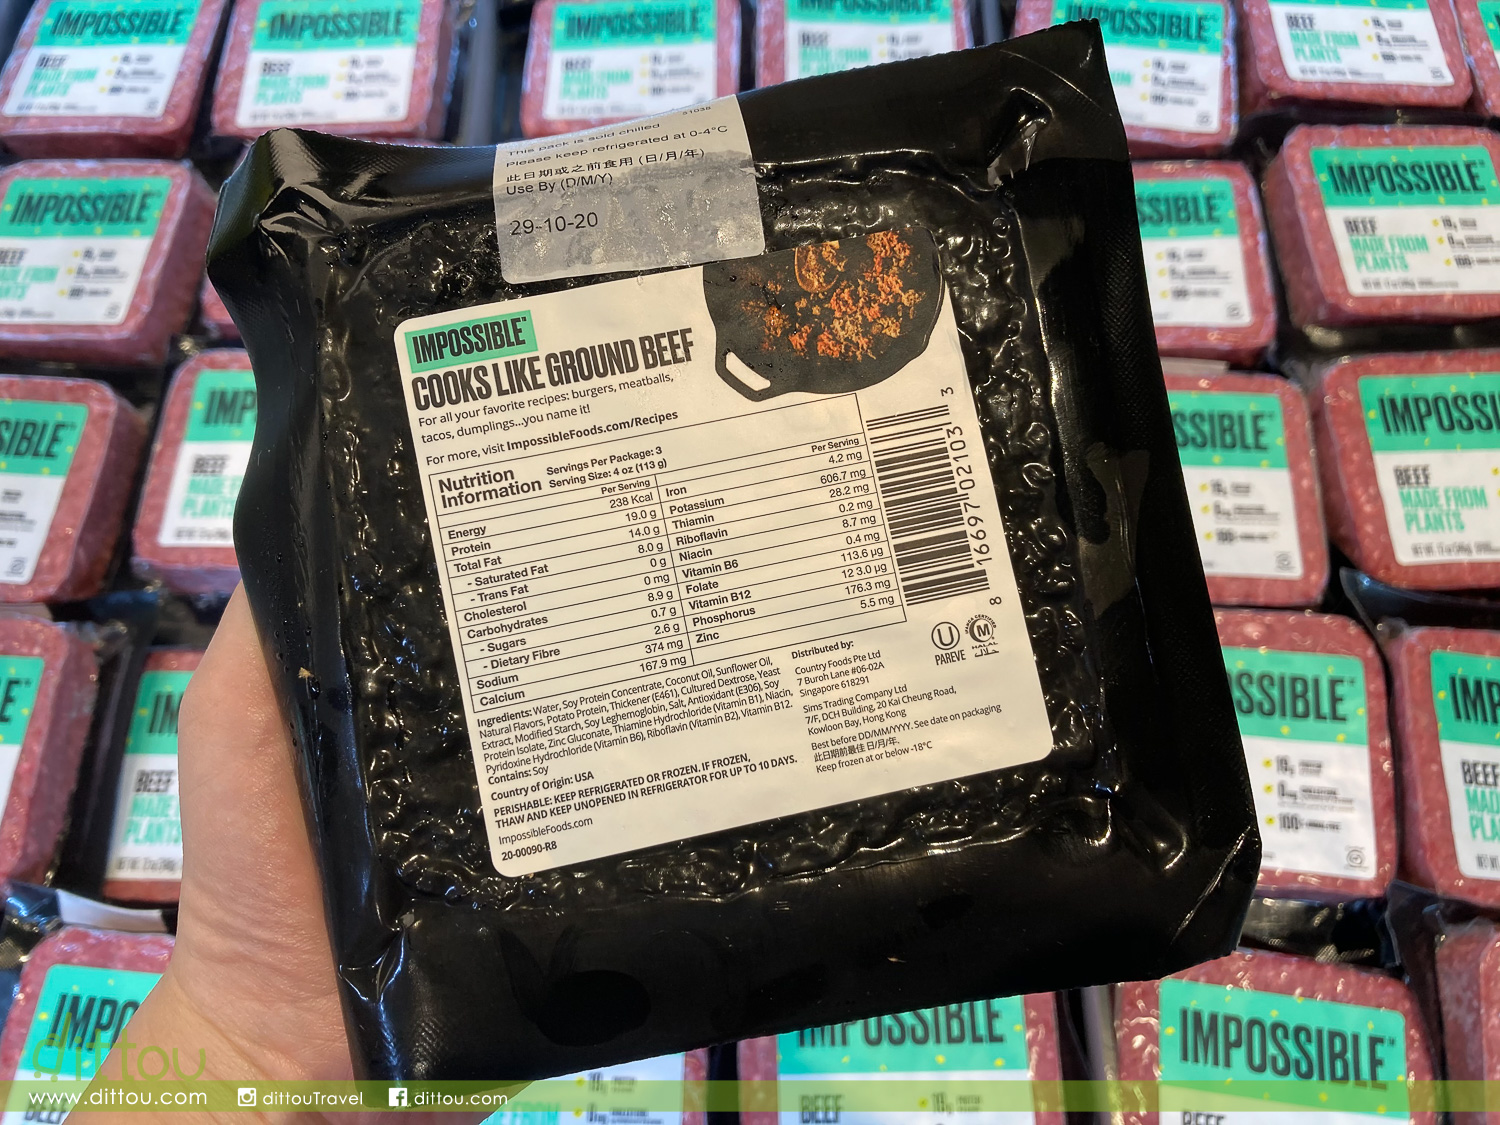 51035
This pack is sold chilled
Please keep refrigerated at 0-4°C
此日期或之前食用 (日/月/年)
Use By (D/M/Y)
29-10-20
IMPOSSIBLE™
COOKS LIKE GROUND BEEF
For all your favorite recipes: burgers, meatballs,
tacos, dumplings...you name it!
For more, visit ImpossibleFoods.com/Recipes
Nutrition Information
Servings Per Package: 3
Serving Size: 4 oz (113 g)
Per Serving
Energy 238 Kcal
Protein 19.0 g
Total Fat 14.0 g
- Saturated Fat 8.0 g
- Trans Fat 0 g
Cholesterol 0 mg
Carbohydrates 8.9 g
- Sugars 0.7 g
- Dietary Fibre 2.6 g
Sodium 374 mg
Calcium 167.9 mg
Per Serving
Iron 4.2 mg
Potassium 606.7 mg
Thiamin 28.2 mg
Riboflavin 0.2 mg
Niacin 8.7 mg
Vitamin B6 0.4 mg
Folate 113.6 µg
Vitamin B12 12 3.0 µg
Phosphorus 176.3 mg
Zinc 5.5 mg
8 16697 02103 3
U
PAREVE
M
HALAL
Ingredients: Water, Soy Protein Concentrate, Coconut Oil, Sunflower Oil,
Natural Flavors, Potato Protein, Thickener (E461), Cultured Dextrose, Yeast
Extract, Modified Starch, Soy Leghemoglobin, Salt, Antioxidant (E306), Soy
Protein Isolate, Zinc Gluconate, Thiamine Hydrochloride (Vitamin B1), Niacin,
Pyridoxine Hydrochloride (Vitamin B6), Riboflavin (Vitamin B2), Vitamin B12.
Contains: Soy
Country of Origin: USA
PERISHABLE: KEEP REFRIGERATED OR FROZEN. IF FROZEN,
THAW AND KEEP UNOPENED IN REFRIGERATOR FOR UP TO 10 DAYS.
ImpossibleFoods.com
20-00090-R8
Distributed by:
Country Foods Pte Ltd
7 Buroh Lane #06-02A
Singapore 618291
Sims Trading Company Ltd
7/F, DCH Building, 20 Kai Cheung Road,
Kowloon Bay, Hong Kong
Best before DD/MM/YYYY. See date on packaging
此日期前最佳 日/月/年.
Keep frozen at or below -18°C
IMPOSSIBLE
BEEF
MADE FROM
PLANTS
dittou
www.dittou.com
dittouTravel
dittou.com